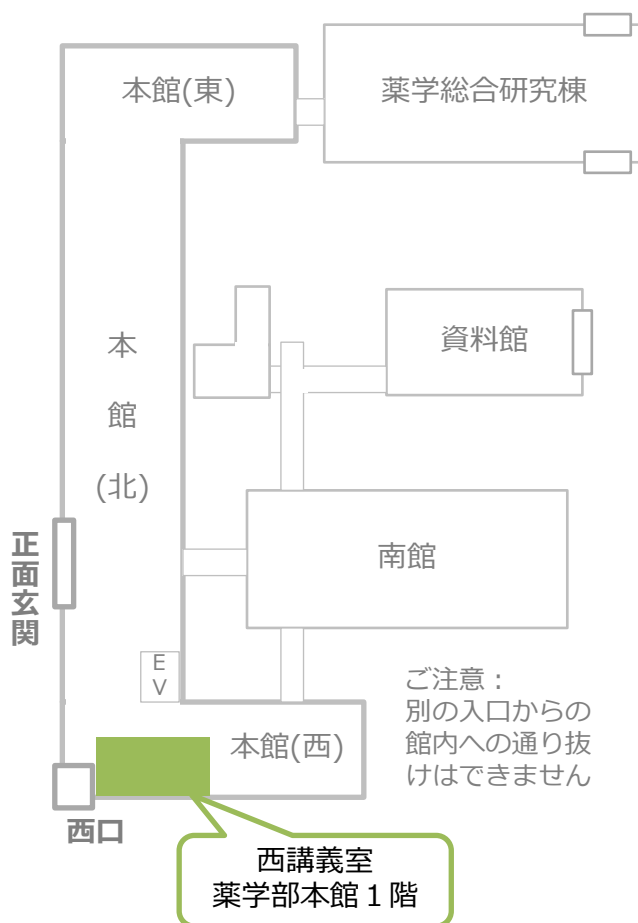 本館(東)
薬学総合研究棟
本
館
(北)
資料館
正
面
玄
関
南館
E
V
ご注意：
別の入口からの
館内への通り抜
けはできません
本館(西)
西口
西講義室
薬学部本館１階